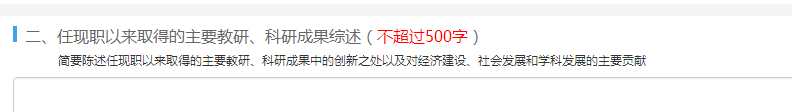 二、任现职以来取得的主要教研、科研成果综述（不超过500字）
简要陈述任现职以来取得的主要教研、科研成果中的创新之处以及对经济建设、社会发展和学科发展的主要贡献